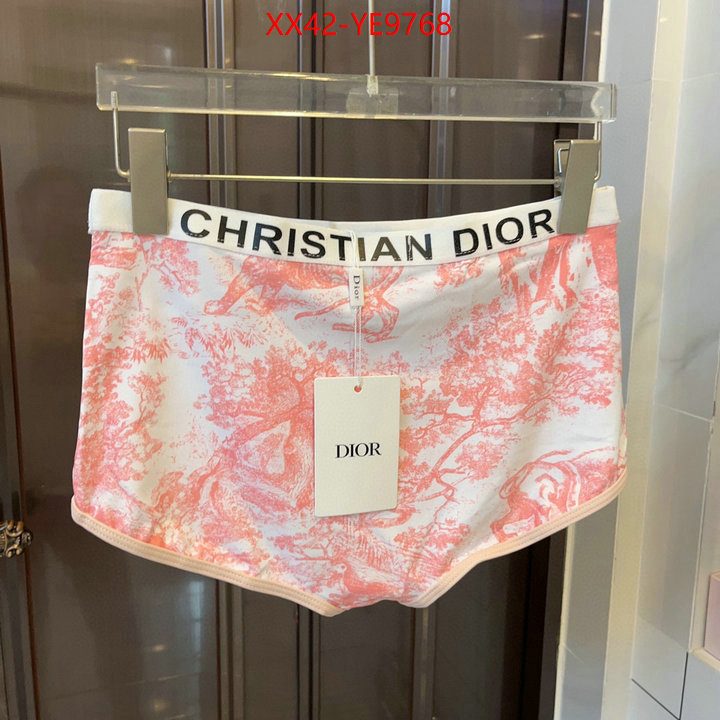 XX42-YE9768
CHRISTIAN DIOR
Dior
DIOR